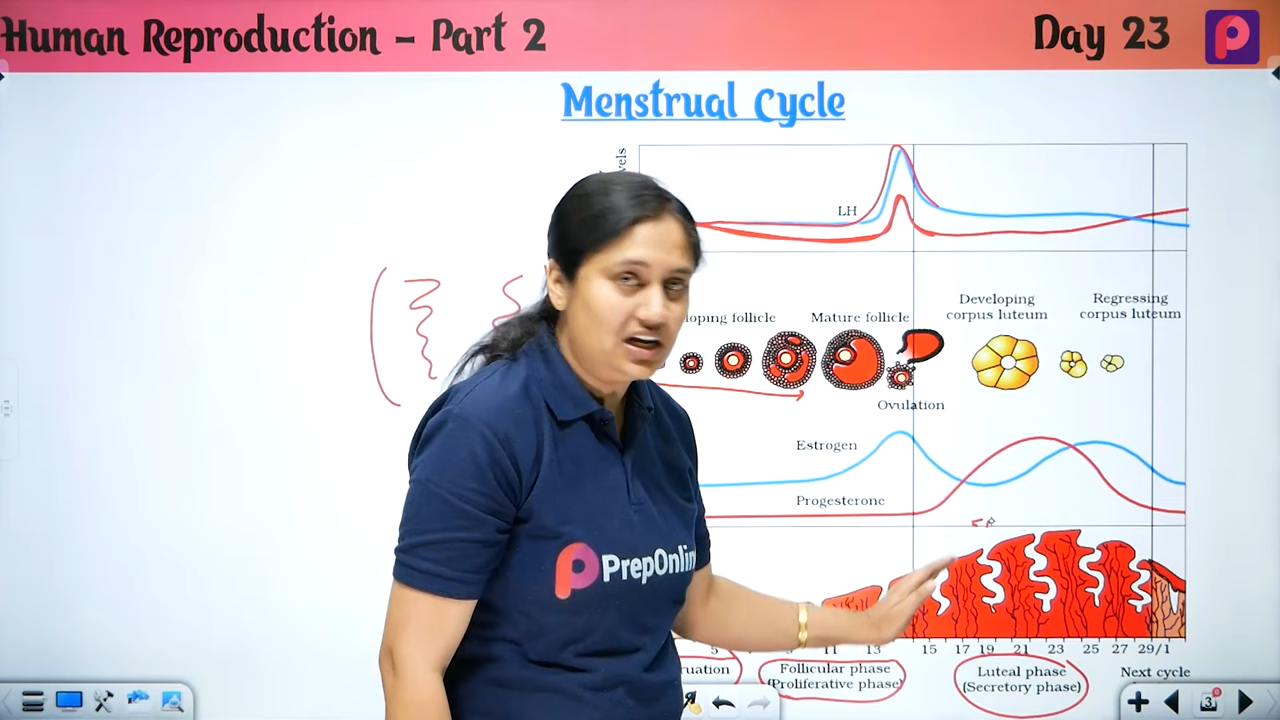 Human Reproduction – Part 2
Day 23
Menstrual Cycle
LH
Mature follicle
Developing
corpus luteum
Regressing
corpus luteum
Ovulation
Estrogen
Progesterone
PrepOnlin
5
11
13
15
17
19
21
23
25
27
29/1
Follicular phase
(Proliferative phase)
Luteal phase
(Secretory phase)
Next cycle
3